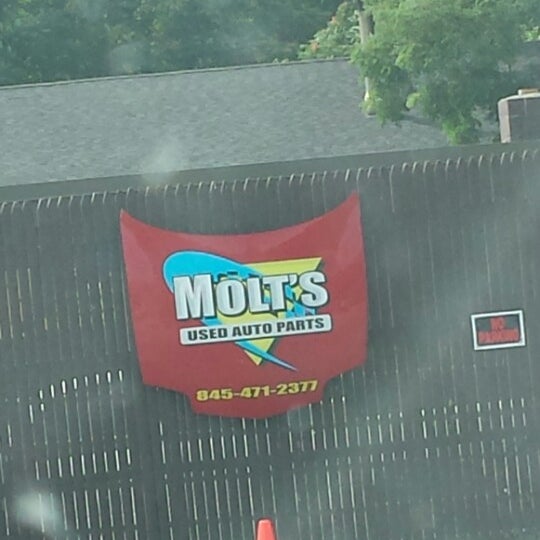 MOLT'S
USED AUTO PARTS
845-471-2377
NO
PARKING